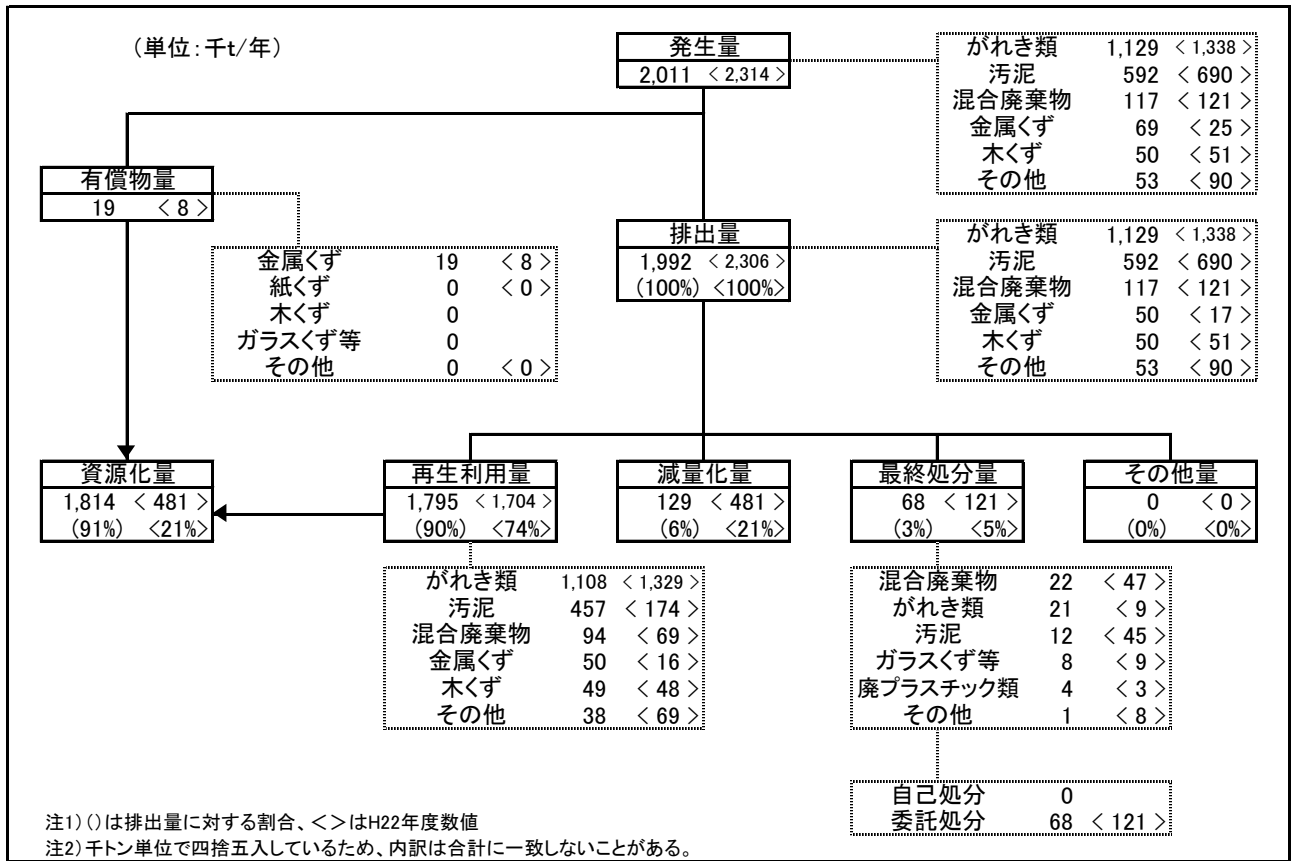 (単位:千t/年)
発生量
2,011 < 2,314 >
がれき類 1,129 < 1,338 >
汚泥 592 < 690 >
混合廃棄物 117 < 121 >
金属くず 69 < 25 >
木くず 50 < 51 >
その他 53 < 90 >
有償物量
19 < 8 >
金属くず 19 < 8 >
紙くず 0 < 0 >
木くず 0
ガラスくず等 0
その他 0 < 0 >
排出量
1,992 < 2,306 >
(100%) <100%>
がれき類 1,129 < 1,338 >
汚泥 592 < 690 >
混合廃棄物 117 < 121 >
金属くず 50 < 17 >
木くず 50 < 51 >
その他 53 < 90 >
資源化量
1,814 < 481 >
(91%) <21%>
再生利用量
1,795 < 1,704 >
(90%) <74%>
減量化量
129 < 481 >
(6%) <21%>
最終処分量
68 < 121 >
(3%) <5%>
その他量
0 < 0 >
(0%) <0%>
がれき類 1,108 < 1,329 >
汚泥 457 < 174 >
混合廃棄物 94 < 69 >
金属くず 50 < 16 >
木くず 49 < 48 >
その他 38 < 69 >
混合廃棄物 22 < 47 >
がれき類 21 < 9 >
汚泥 12 < 45 >
ガラスくず等 8 < 9 >
廃プラスチック類 4 < 3 >
その他 1 < 8 >
自己処分 0
委託処分 68 < 121 >
注1)()は排出量に対する割合、<>はH22年度数値
注2)千トン単位で四捨五入しているため、内訳は合計に一致しないことがある。